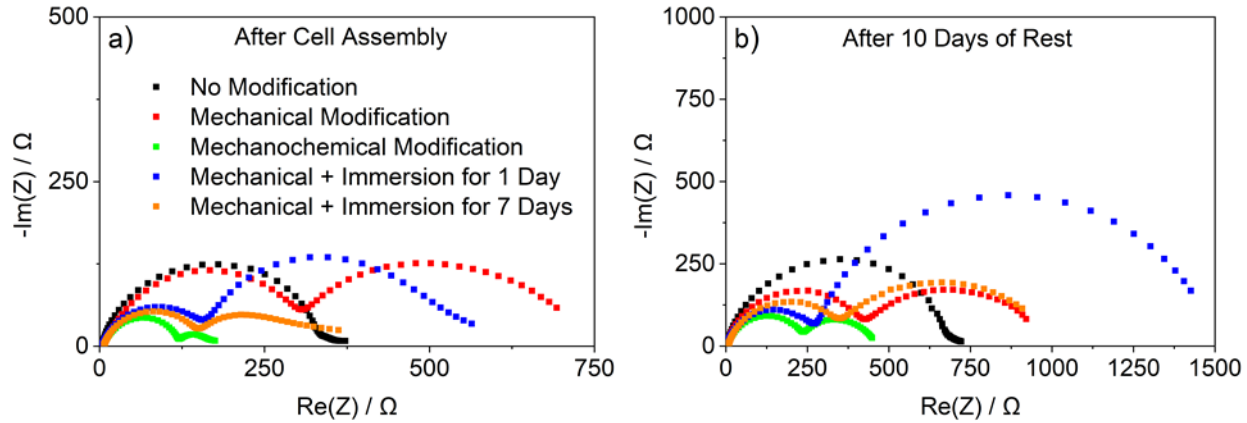 a) After Cell Assembly
No Modification
Mechanical Modification
Mechanochemical Modification
Mechanical + Immersion for 1 Day
Mechanical + Immersion for 7 Days
-Im(Z) / Ω
500
250
0
0 250 500 750
Re(Z) / Ω
b) After 10 Days of Rest
-Im(Z) / Ω
1000
750
500
250
0
0 250 500 750 1000 1250 1500
Re(Z) / Ω